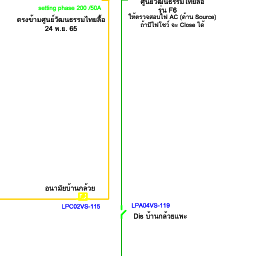 setting phase 200 /50A
ตรงข้ามศูนย์วัฒนธรรมไทยลื้อ
24 พ.ย. 65
ศูนย์วัฒนธรรมไทยลื้อ
รุ่น F6
ให้ตรวจสอบไฟ AC (ด้าน Source)
ถ้ามีไฟโชว์ จะ Close ได้
อนามัยบ้านกล้วย
LPC02VS-115
LPA04VS-119
Dis บ้านกล้วยแพะ